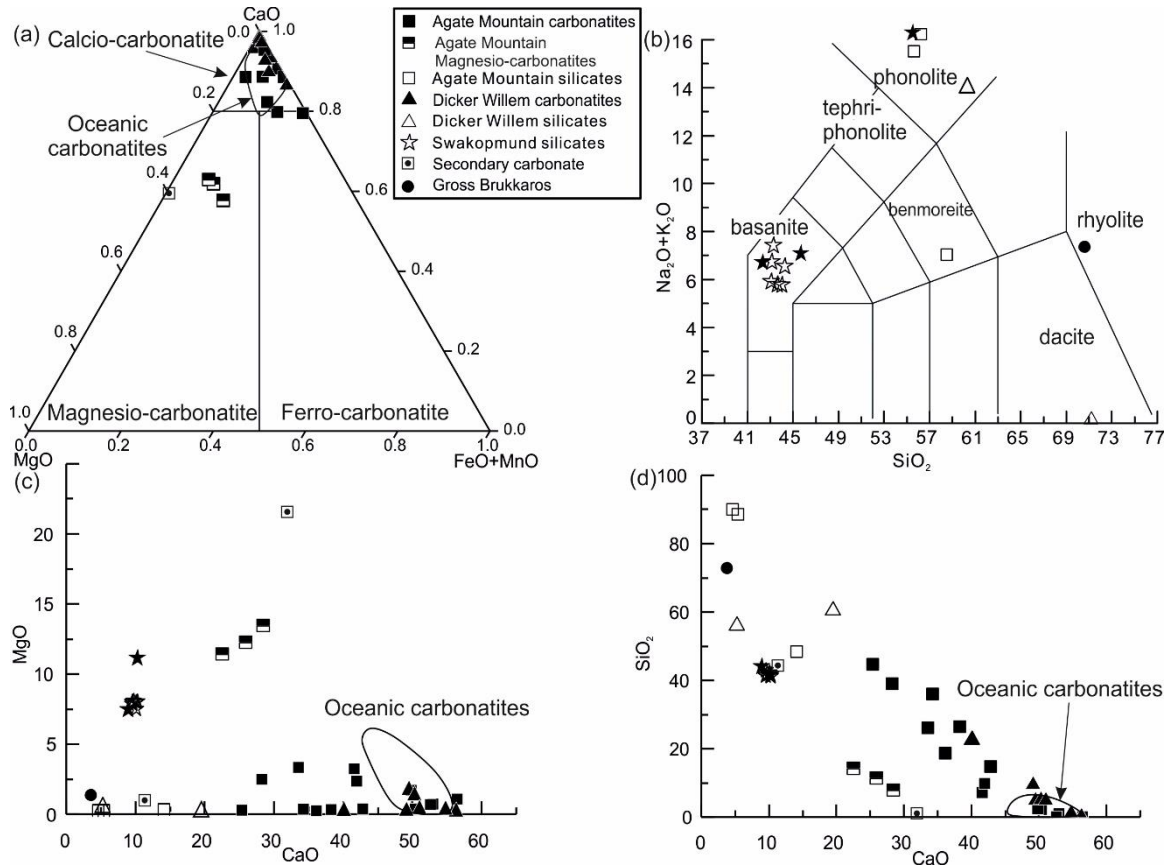 (a)
CaO
0.0
1.0
Calcio-carbonatite
0.2
0.8
Oceanic
carbonatites
0.4
0.6
0.6
0.4
0.8
0.2
Magnesio-carbonatite
Ferro-carbonatite
1.0
0.0
0.0
0.2
0.4
0.6
0.8
1.0
MgO
FeO+MnO
Agate Mountain carbonatites
Agate Mountain
Magnesio-carbonatites
Agate Mountain silicates
Dicker Willem carbonatites
Dicker Willem silicates
Swakopmund silicates
Secondary carbonate
Gross Brukkaros
(b)
Na₂O+K₂O
16
14
12
10
8
6
4
2
0
phonolite
tephri-
phonolite
benmoreite
basanite
rhyolite
dacite
37
41
45
49
53
57
61
65
69
73
77
SiO₂
(c)
MgO
25
20
15
10
5
0
Oceanic carbonatites
0
10
20
30
40
50
60
CaO
(d)
SiO₂
100
80
60
40
20
0
Oceanic carbonatites
0
10
20
30
40
50
60
CaO